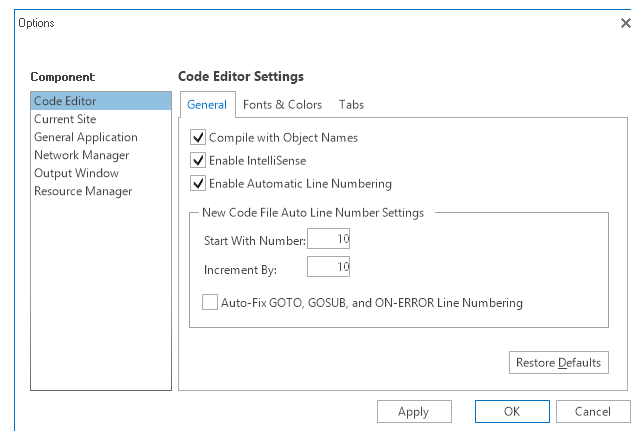 Options
Component
Code Editor
Current Site
General Application
Network Manager
Output Window
Resource Manager
Code Editor Settings
General Fonts & Colors Tabs
Compile with Object Names
Enable IntelliSense
Enable Automatic Line Numbering
New Code File Auto Line Number Settings
Start With Number: 10
Increment By: 10
Auto-Fix GOTO, GOSUB, and ON-ERROR Line Numbering
Restore Defaults
Apply OK Cancel